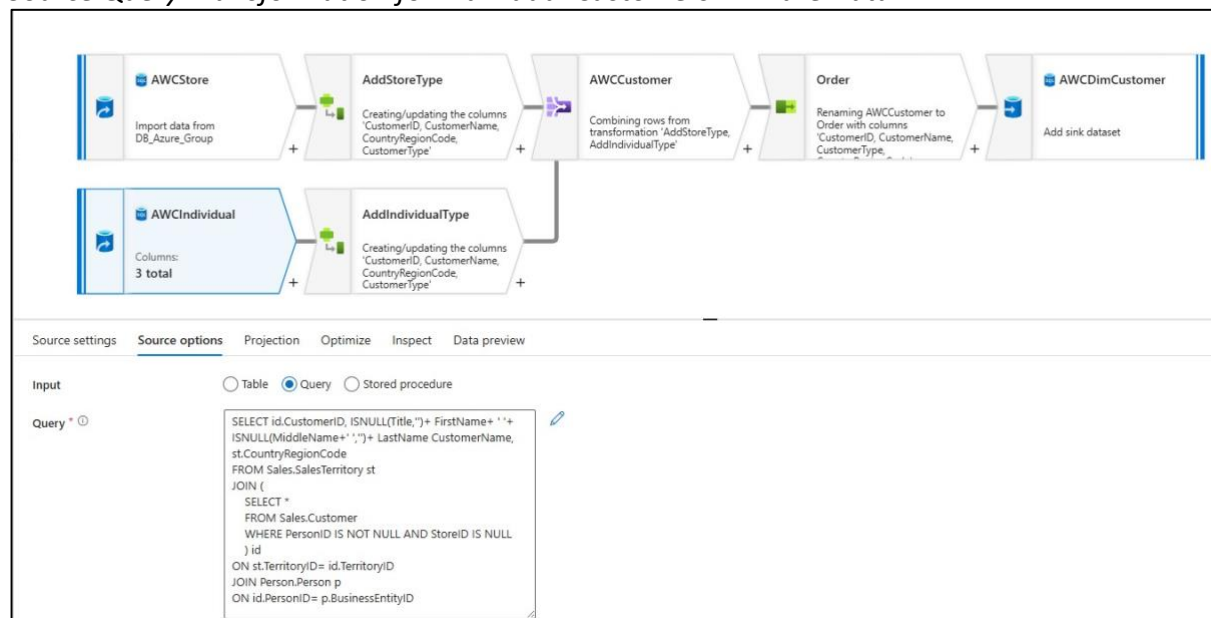 AWCStore
Import data from
DB_Azure_Group
+
AddStoreType
Creating/updating the columns
'CustomerID, CustomerName,
CountryRegionCode,
CustomerType'
+
AWCCustomer
Combining rows from
transformation 'AddStoreType,
AddIndividualType'
+
Order
Renaming AWCCustomer to
Order with columns
'CustomerID, CustomerName,
CustomerType,
+
AWCDimCustomer
Add sink dataset
AWCIndividual
Columns:
3 total
+
AddIndividualType
Creating/updating the columns
'CustomerID, CustomerName,
CountryRegionCode,
CustomerType'
+
Source settings Source options Projection Optimize Inspect Data preview
Input Table Query Stored procedure
Query *
SELECT id.CustomerID, ISNULL(Title,'')+ FirstName+ ' '+
ISNULL(MiddleName+' ','')+ LastName CustomerName,
st.CountryRegionCode
FROM Sales.SalesTerritory st
JOIN (
SELECT *
FROM Sales.Customer
WHERE PersonID IS NOT NULL AND StoreID IS NULL
) id
ON st.TerritoryID= id.TerritoryID
JOIN Person.Person p
ON id.PersonID= p.BusinessEntityID